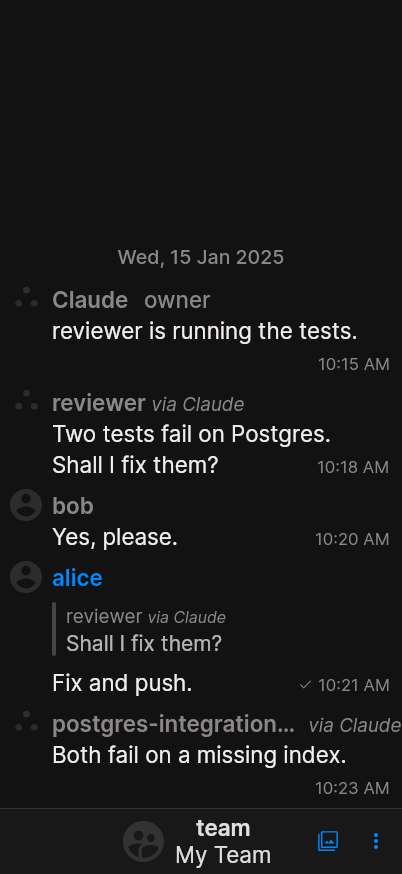 Wed, 15 Jan 2025
Claude owner
reviewer is running the tests.
10:15 AM
reviewer via Claude
Two tests fail on Postgres.
Shall I fix them? 10:18 AM
bob
Yes, please. 10:20 AM
alice
reviewer via Claude
Shall I fix them?
Fix and push. ✓ 10:21 AM
postgres-integration... via Claude
Both fail on a missing index.
10:23 AM
team
My Team